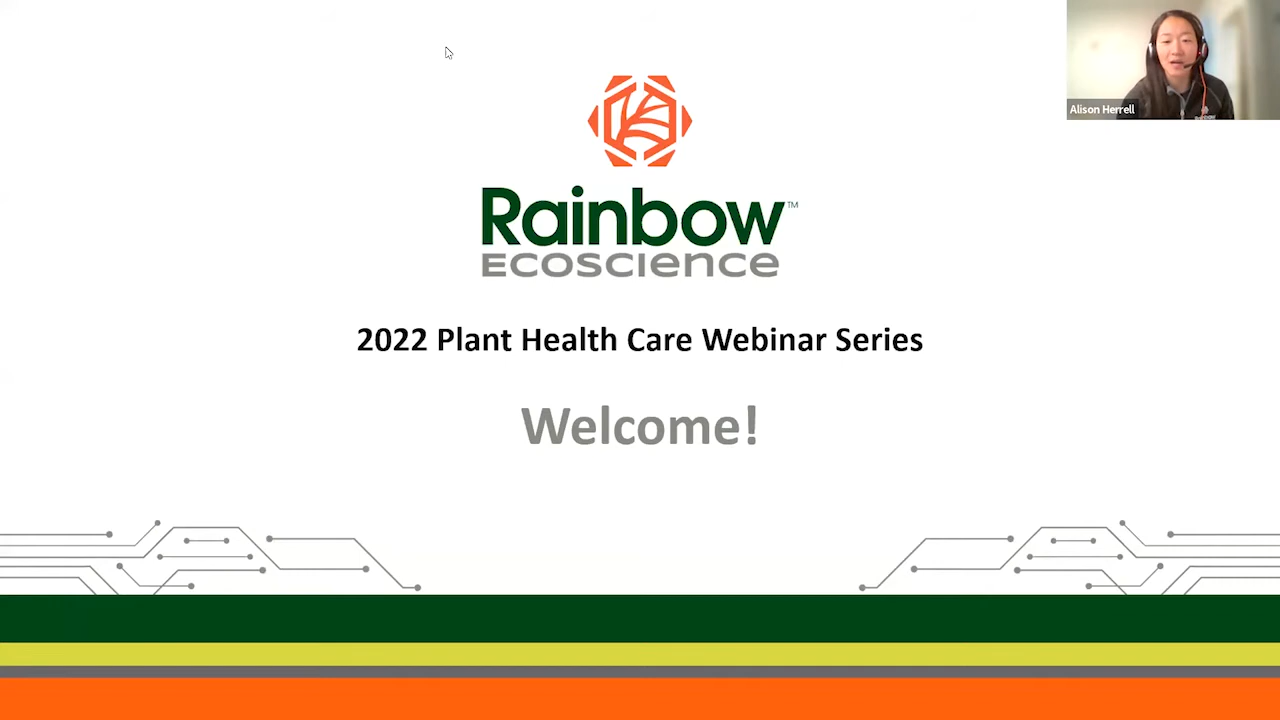 Alison Herrell
Rainbow™
Ecoscience
2022 Plant Health Care Webinar Series
Welcome!